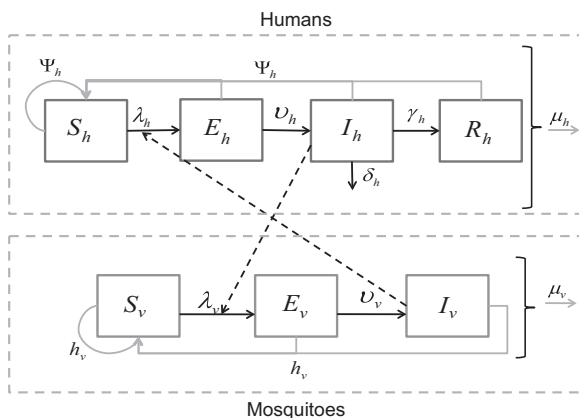 Humans
Ψh Ψh
Sh λh Eh υh Ih γh Rh μh
δh
Sv λv Ev υv Iv μv
hv hv
Mosquitoes